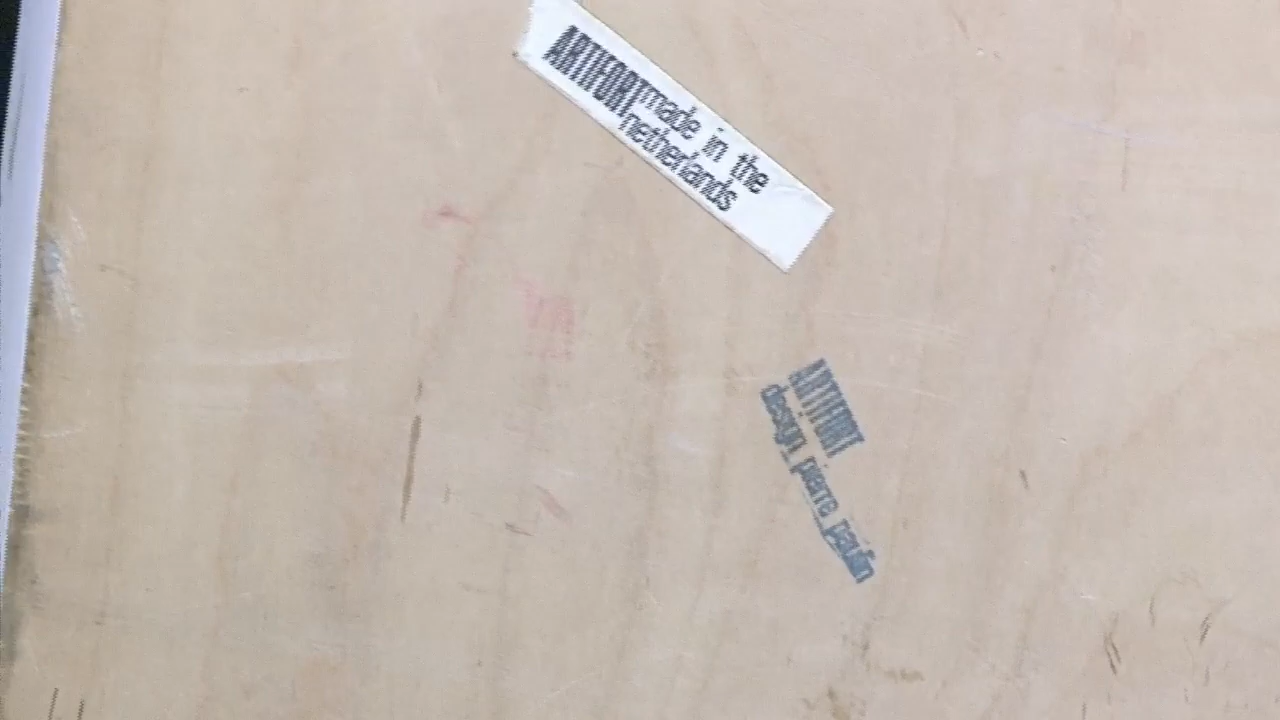 ARTIFORT made in the
netherlands
ARTIFORT
design pierre paulin